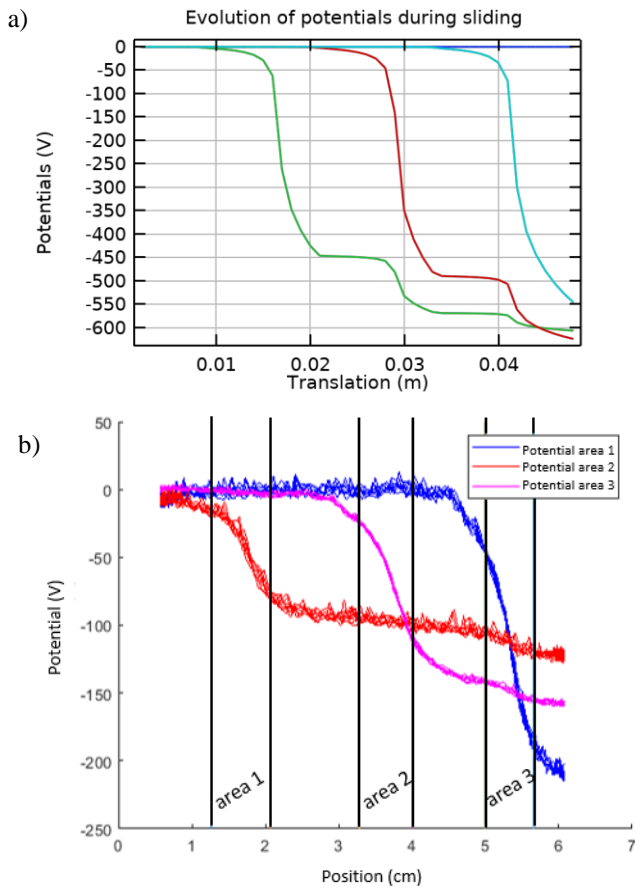 a)
Evolution of potentials during sliding
0
-50
-100
-150
-200
-250
-300
-350
-400
-450
-500
-550
-600
Potentials (V)
0.01 0.02 0.03 0.04
Translation (m)
b)
50
0
-50
-100
-150
-200
-250
Potential (V)
Potential area 1
Potential area 2
Potential area 3
area 1
area 2
area 3
0 1 2 3 4 5 6 7
Position (cm)